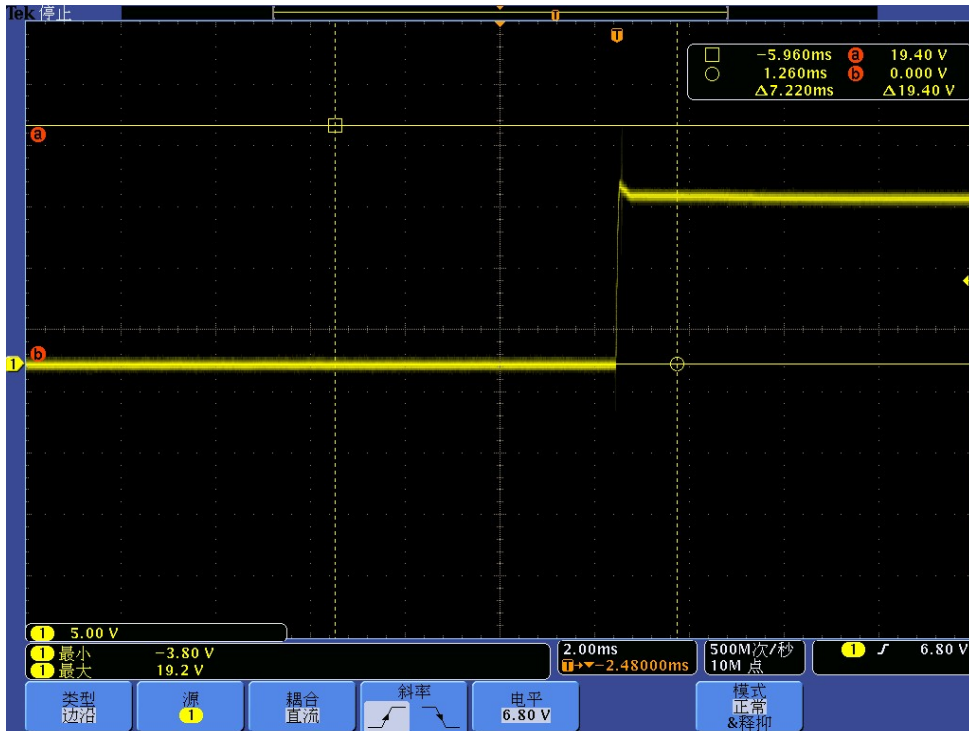 Tek 停止
T
T
□ −5.960ms a 19.40 V
○ 1.260ms b 0.000 V
Δ7.220ms Δ19.40 V
a
b
1
1 5.00 V
1 最小 −3.80 V
1 最大 19.2 V
2.00ms
T→▾−2.48000ms
500M次/秒
10M 点
1 ∫ 6.80 V
类型
边沿
源
1
耦合
直流
斜率
电平
6.80 V
模式
正常
&释抑